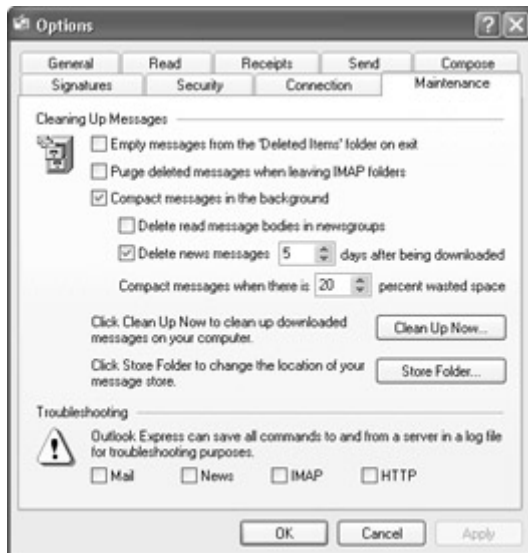 Options
General Read Receipts Send Compose
Signatures Security Connection Maintenance
Cleaning Up Messages
Empty messages from the 'Deleted Items' folder on exit
Purge deleted messages when leaving IMAP folders
Compact messages in the background
Delete read message bodies in newsgroups
Delete news messages 5 days after being downloaded
Compact messages when there is 20 percent wasted space
Click Clean Up Now to clean up downloaded
messages on your computer.
Clean Up Now...
Click Store Folder to change the location of your
message store.
Store Folder...
Troubleshooting
Outlook Express can save all commands to and from a server in a log file
for troubleshooting purposes.
Mail News IMAP HTTP
OK Cancel Apply